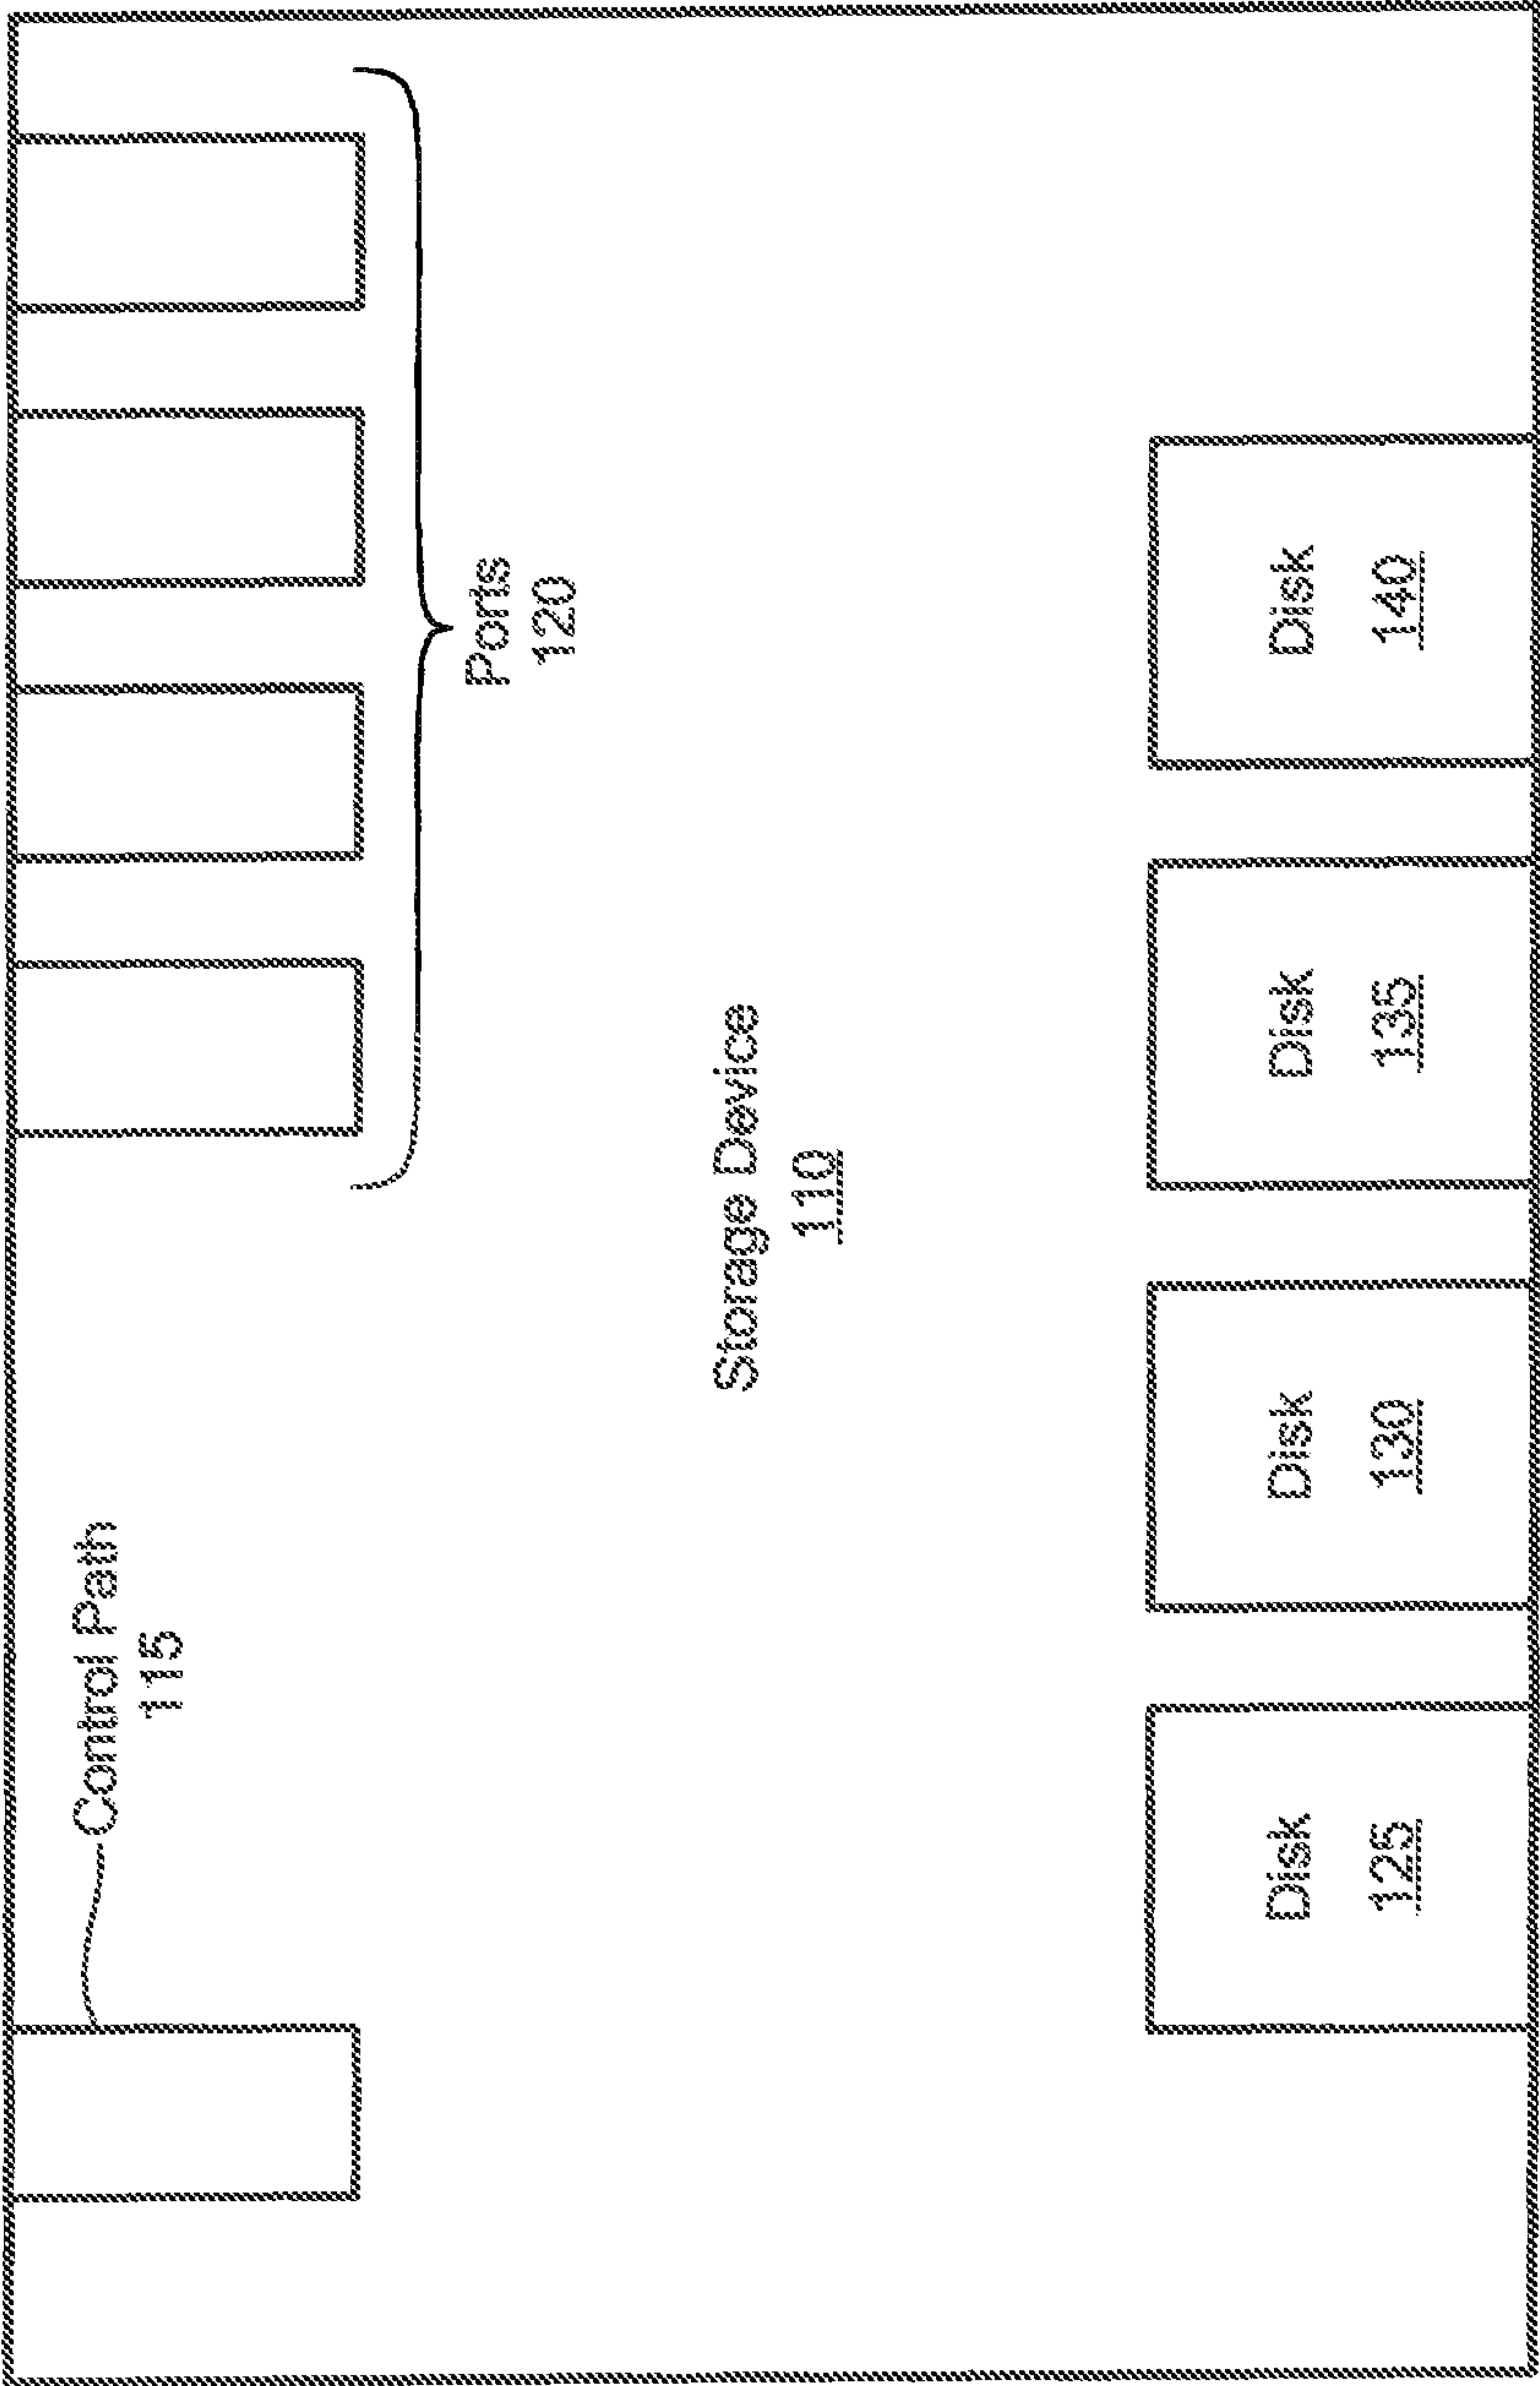 Control Path
115
Ports
120
Storage Device
110
Disk
125
Disk
130
Disk
135
Disk
140